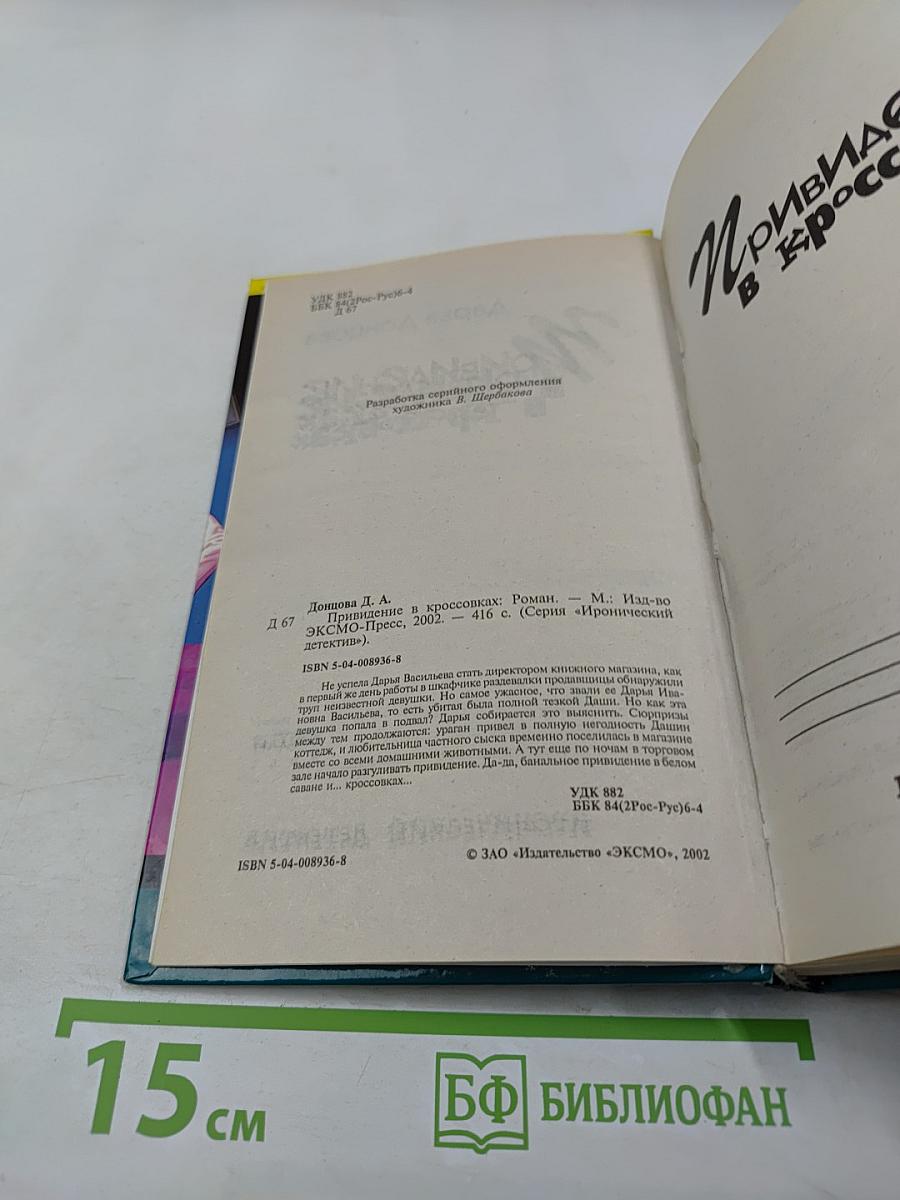 УДК 882
ББК 84(2Рос-Рус)6-4
Д 67
Разработка серийного оформления
художника В. Щербакова
Донцова Д. А.
Д 67 Привидение в кроссовках: Роман. — М.: Изд-во
ЭКСМО-Пресс, 2002. — 416 с. (Серия «Иронический
детектив»).
ISBN 5-04-008936-8
Не успела Дарья Васильева стать директором книжного магазина, как
в первый же день работы в шкафчике раздевалки продавщицы обнаружили
труп неизвестной девушки. Но самое ужасное, что звали ее Дарья Ива-
новна Васильева, то есть убитая была полной тезкой Даши. Но как эта
девушка попала в подвал? Дарья собирается это выяснить. Сюрпризы
между тем продолжаются: ураган привел в полную негодность Дашин
коттедж, и любительница частного сыска временно поселилась в магазине
вместе со всеми домашними животными. А тут еще по ночам в торговом
зале начало разгуливать привидение. Да-да, банальное привидение в белом
саване и... кроссовках...
УДК 882
ББК 84(2Рос-Рус)6-4
ISBN 5-04-008936-8
© ЗАО «Издательство «ЭКСМО», 2002
Привиде
в кросс
15 см
БФ БИБЛИОФАН